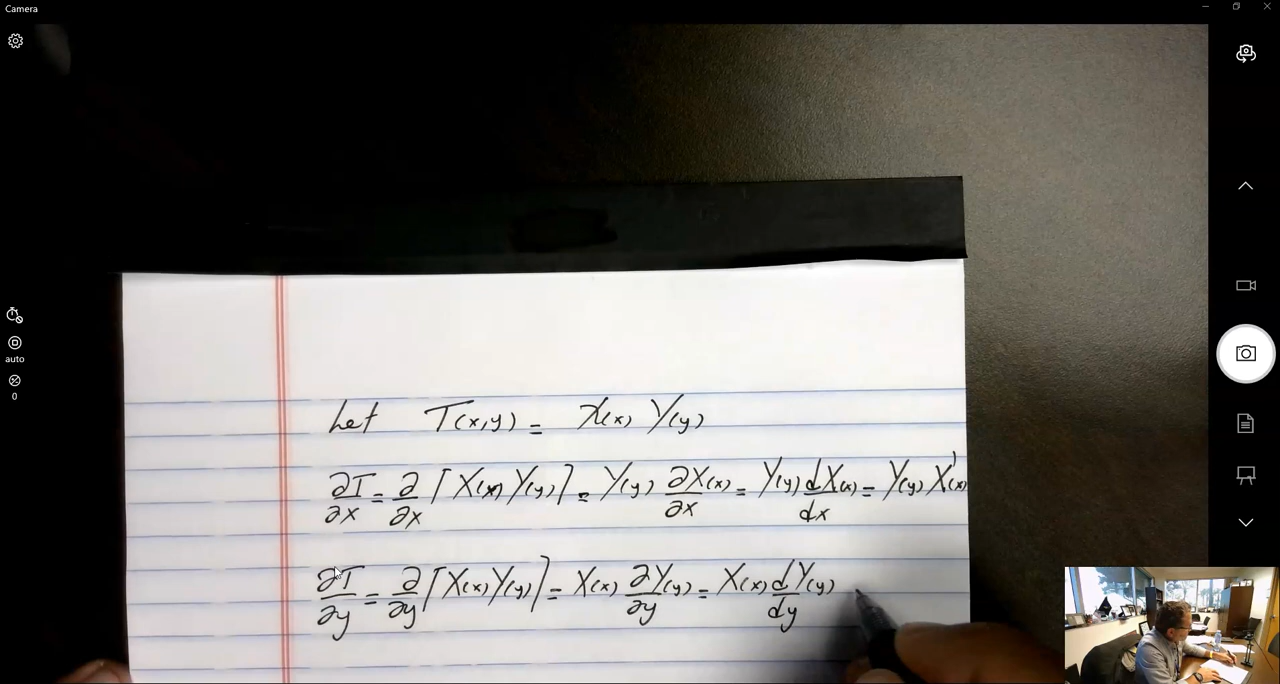 Camera
auto
0
Let T(x,y) = X(x) Y(y)
∂T/∂x = ∂/∂x [X(x) Y(y)] = Y(y) ∂X(x)/∂x = Y(y) dX(x)/dx = Y(y) X'(x)
∂T/∂y = ∂/∂y [X(x) Y(y)] = X(x) ∂Y(y)/∂y = X(x) dY(y)/dy